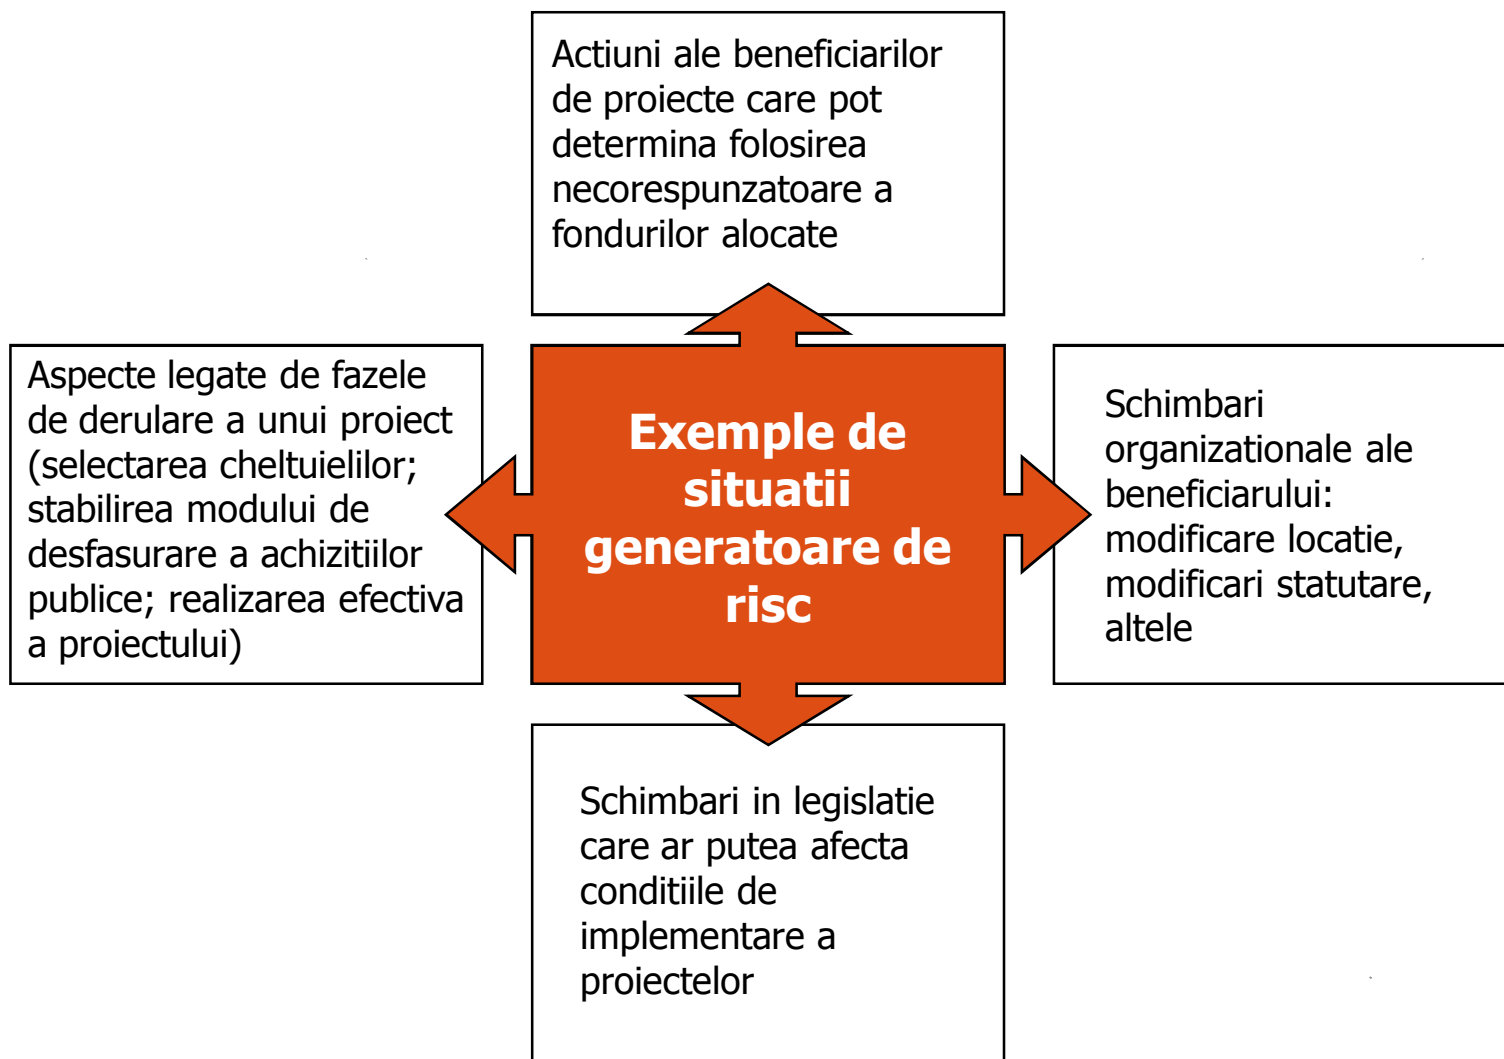 Actiuni ale beneficiarilor
de proiecte care pot
determina folosirea
necorespunzatoare a
fondurilor alocate
Aspecte legate de fazele
de derulare a unui proiect
(selectarea cheltuielilor;
stabilirea modului de
desfasurare a achizitiilor
publice; realizarea efectiva
a proiectului)
Exemple de
situatii
generatoare de
risc
Schimbari
organizationale ale
beneficiarului:
modificare locatie,
modificari statutare,
altele
Schimbari in legislatie
care ar putea afecta
conditiile de
implementare a
proiectelor